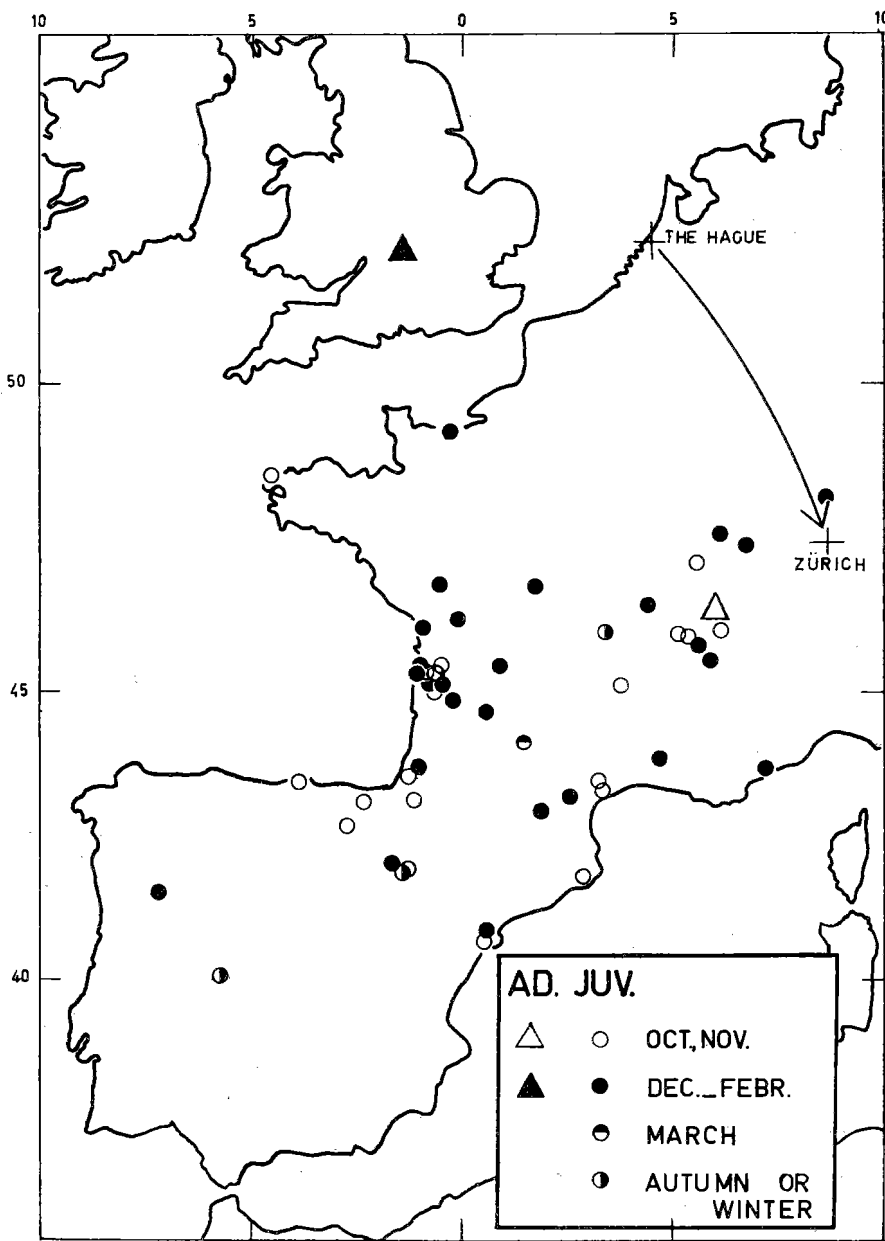 10 5 0 5 10
THE HAGUE
50
ZÜRICH
45
40
AD. JUV.
OCT., NOV.
DEC._FEBR.
MARCH
AUTUMN OR
WINTER